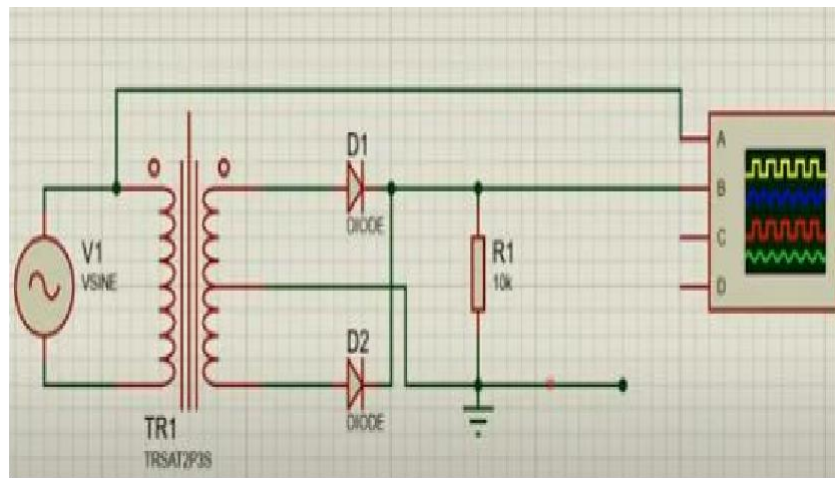 D1
DIODE
V1
VSINE
R1
10k
D2
DIODE
TR1
TRSAT2P3S
A
B
C
D